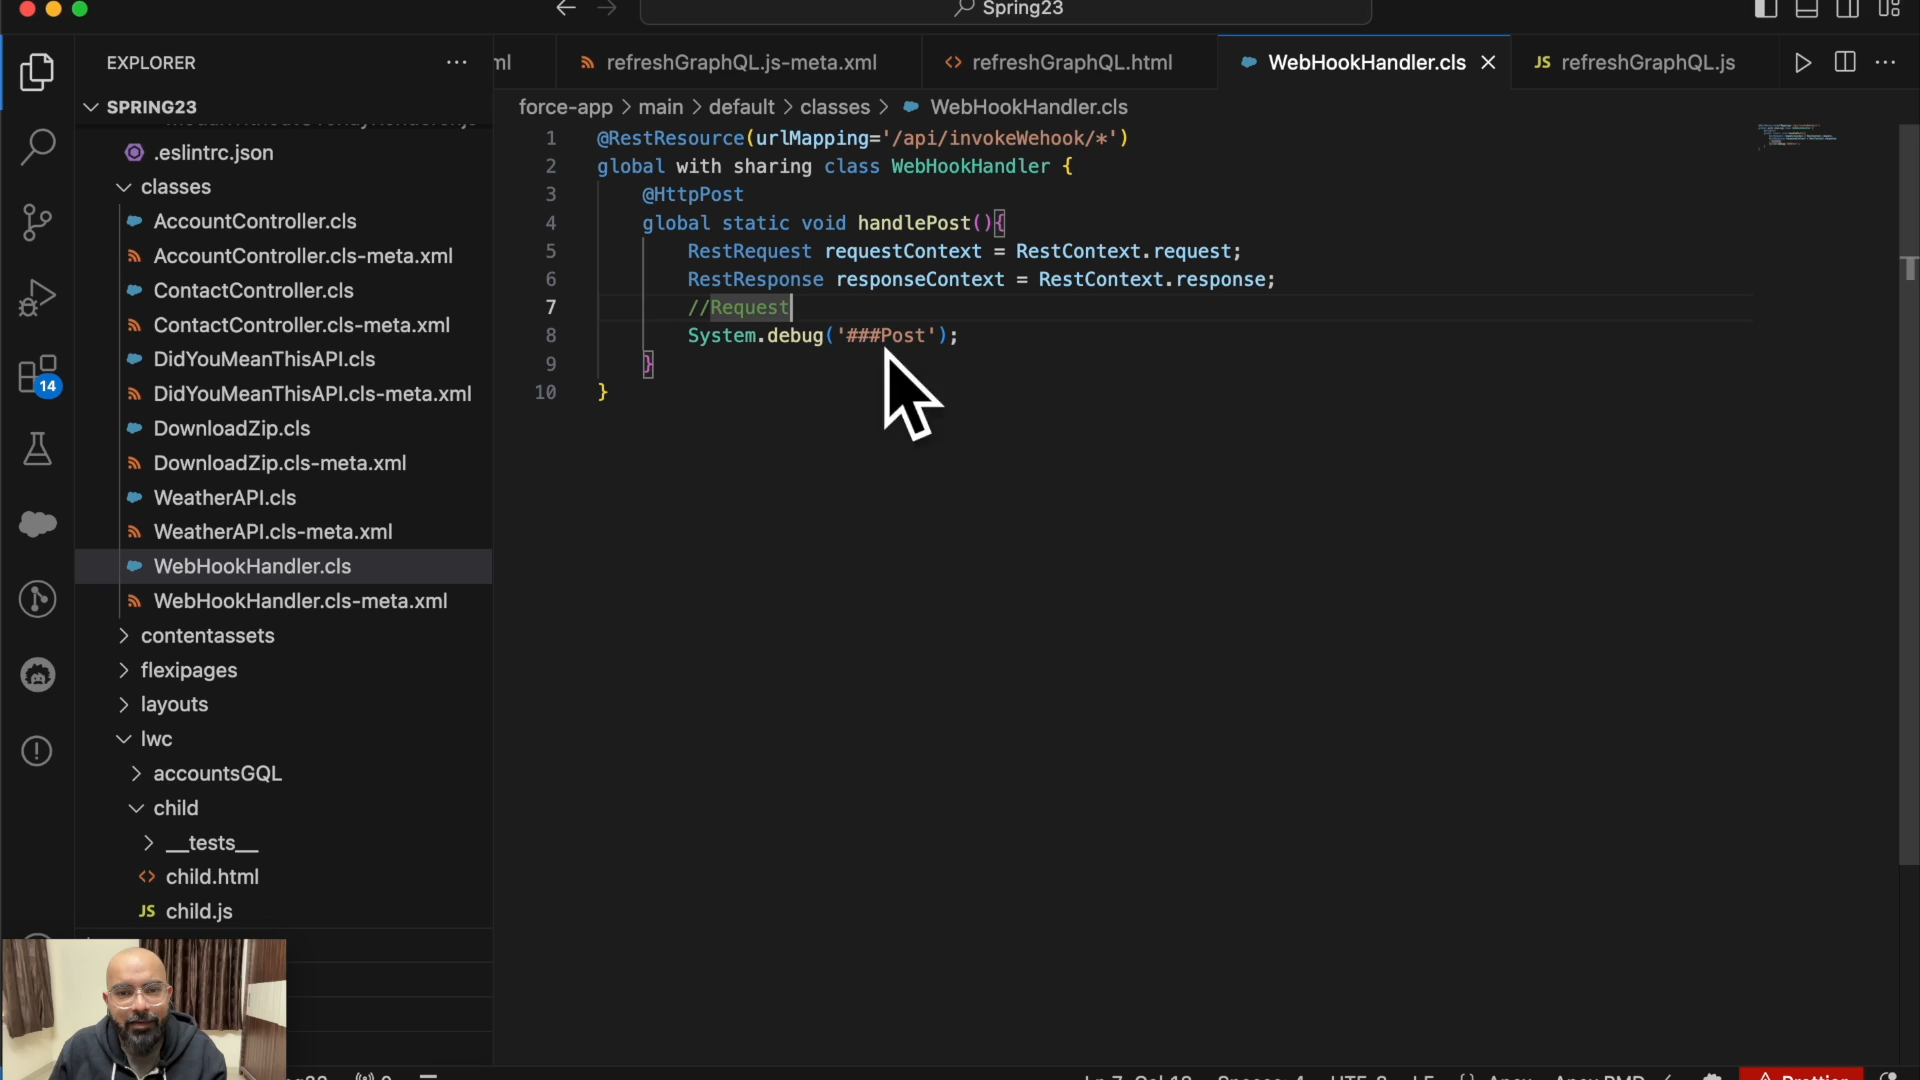 Spring23
EXPLORER
ml
refreshGraphQL.js-meta.xml
refreshGraphQL.html
WebHookHandler.cls
JS refreshGraphQL.js
SPRING23
force-app > main > default > classes > WebHookHandler.cls
.eslintrc.json
classes
AccountController.cls
AccountController.cls-meta.xml
ContactController.cls
ContactController.cls-meta.xml
DidYouMeanThisAPI.cls
DidYouMeanThisAPI.cls-meta.xml
DownloadZip.cls
DownloadZip.cls-meta.xml
WeatherAPI.cls
WeatherAPI.cls-meta.xml
WebHookHandler.cls
WebHookHandler.cls-meta.xml
contentassets
flexipages
layouts
lwc
accountsGQL
child
__tests__
child.html
JS child.js
14
1 @RestResource(urlMapping='/api/invokeWehook/*')
2 global with sharing class WebHookHandler {
3 @HttpPost
4 global static void handlePost(){
5 RestRequest requestContext = RestContext.request;
6 RestResponse responseContext = RestContext.response;
7 //Request
8 System.debug('###Post');
9 }
10 }